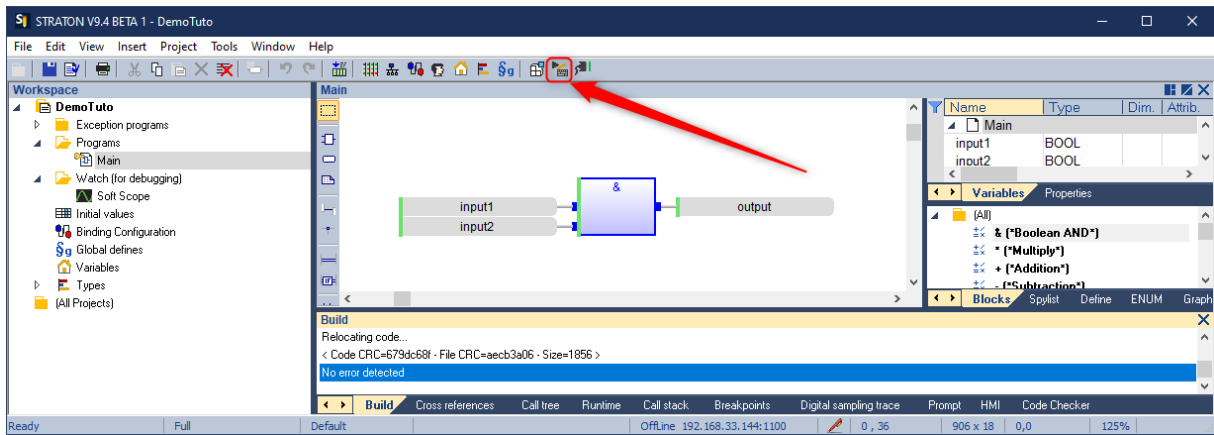 STRATON V9.4 BETA 1 - DemoTuto
File Edit View Insert Project Tools Window Help
Workspace
DemoTuto
Exception programs
Programs
Main
Watch (for debugging)
Soft Scope
Initial values
Binding Configuration
Global defines
Variables
Types
(All Projects)
Main
&
input1
input2
output
Name Type Dim. Attrib.
Main
input1 BOOL
input2 BOOL
Variables Properties
(All)
& (*Boolean AND*)
* (*Multiply*)
+ (*Addition*)
- (*Subtraction*)
Blocks Spylist Define ENUM Graph
Build
Relocating code...
< Code CRC=679dc68f - File CRC=aecb3a06 - Size=1856 >
No error detected
Build Cross references Call tree Runtime Call stack Breakpoints Digital sampling trace Prompt HMI Code Checker
Ready Full Default Offline 192.168.33.144:1100 0 , 36 906 x 18 0,0 125%